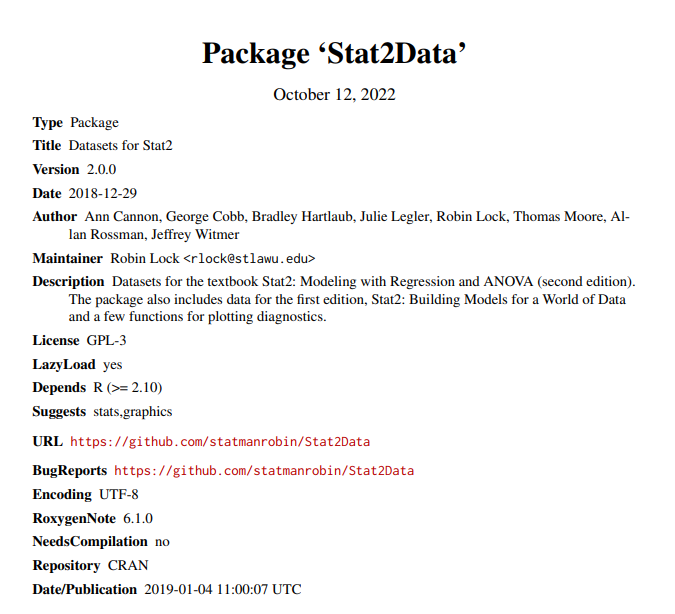 Package ‘Stat2Data’
October 12, 2022
Type Package
Title Datasets for Stat2
Version 2.0.0
Date 2018-12-29
Author Ann Cannon, George Cobb, Bradley Hartlaub, Julie Legler, Robin Lock, Thomas Moore, Al-
lan Rossman, Jeffrey Witmer
Maintainer Robin Lock <rlock@stlawu.edu>
Description Datasets for the textbook Stat2: Modeling with Regression and ANOVA (second edition).
The package also includes data for the first edition, Stat2: Building Models for a World of Data
and a few functions for plotting diagnostics.
License GPL-3
LazyLoad yes
Depends R (>= 2.10)
Suggests stats,graphics
URL https://github.com/statmanrobin/Stat2Data
BugReports https://github.com/statmanrobin/Stat2Data
Encoding UTF-8
RoxygenNote 6.1.0
NeedsCompilation no
Repository CRAN
Date/Publication 2019-01-04 11:00:07 UTC